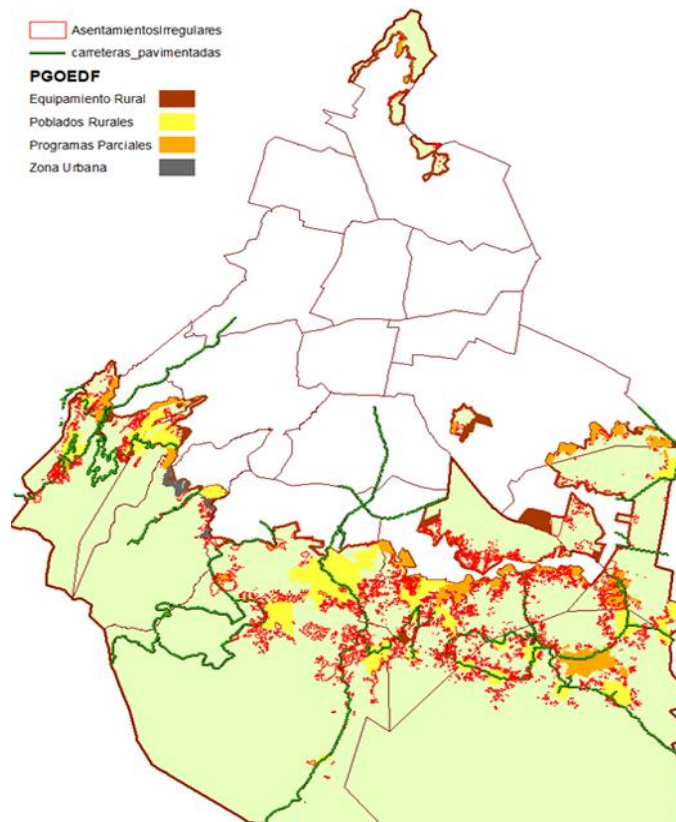 AsentamientosIrregulares
carreteras_pavimentadas
PGOEDF
Equipamiento Rural
Poblados Rurales
Programas Parciales
Zona Urbana